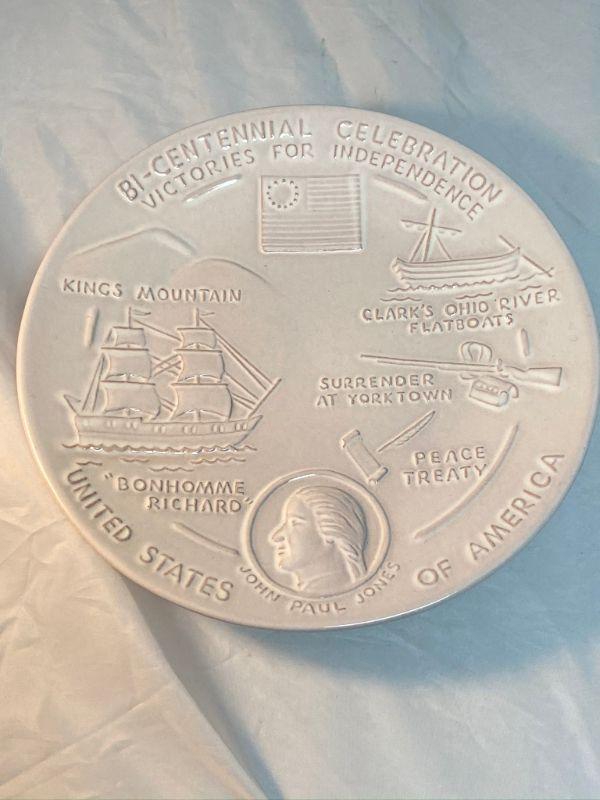 BI-CENTENNIAL CELEBRATION
VICTORIES FOR INDEPENDENCE
KINGS MOUNTAIN
CLARK'S OHIO RIVER
FLATBOATS
SURRENDER
AT YORKTOWN
PEACE
TREATY
"BONHOMME
RICHARD"
JOHN PAUL JONES
UNITED STATES OF AMERICA